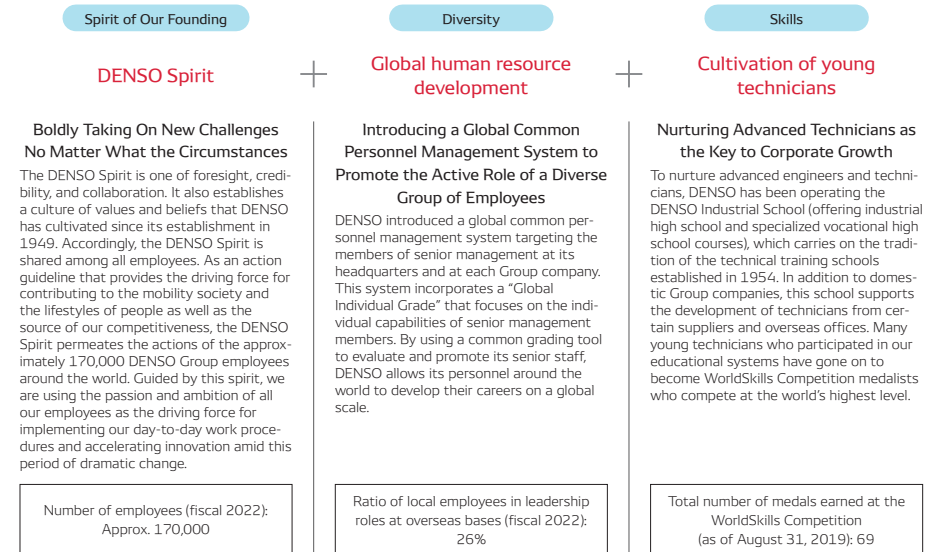 Spirit of Our Founding
DENSO Spirit
Boldly Taking On New Challenges
No Matter What the Circumstances
The DENSO Spirit is one of foresight, credi-
bility, and collaboration. It also establishes
a culture of values and beliefs that DENSO
has cultivated since its establishment in
1949. Accordingly, the DENSO Spirit is
shared among all employees. As an action
guideline that provides the driving force for
contributing to the mobility society and
the lifestyles of people as well as the
source of our competitiveness, the DENSO
Spirit permeates the actions of the approx-
imately 170,000 DENSO Group employees
around the world. Guided by this spirit, we
are using the passion and ambition of all
our employees as the driving force for
implementing our day-to-day work proce-
dures and accelerating innovation amid this
period of dramatic change.
Number of employees (fiscal 2022):
Approx. 170,000
+
Diversity
Global human resource
development
Introducing a Global Common
Personnel Management System to
Promote the Active Role of a Diverse
Group of Employees
DENSO introduced a global common per-
sonnel management system targeting the
members of senior management at its
headquarters and at each Group company.
This system incorporates a “Global
Individual Grade” that focuses on the indi-
vidual capabilities of senior management
members. By using a common grading tool
to evaluate and promote its senior staff,
DENSO allows its personnel around the
world to develop their careers on a global
scale.
Ratio of local employees in leadership
roles at overseas bases (fiscal 2022):
26%
+
Skills
Cultivation of young
technicians
Nurturing Advanced Technicians as
the Key to Corporate Growth
To nurture advanced engineers and techni-
cians, DENSO has been operating the
DENSO Industrial School (offering industrial
high school and specialized vocational high
school courses), which carries on the tradi-
tion of the technical training schools
established in 1954. In addition to domes-
tic Group companies, this school supports
the development of technicians from cer-
tain suppliers and overseas offices. Many
young technicians who participated in our
educational systems have gone on to
become WorldSkills Competition medalists
who compete at the world’s highest level.
Total number of medals earned at the
WorldSkills Competition
(as of August 31, 2019): 69